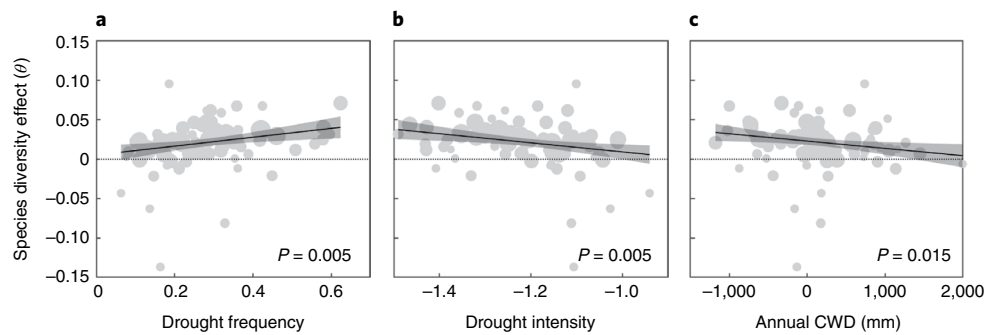 a
b
c
Species diversity effect (θ)
0.15
0.10
0.05
0
−0.05
−0.10
−0.15
P = 0.005
P = 0.005
P = 0.015
0
0.2
0.4
0.6
−1.4
−1.2
−1.0
−1,000
0
1,000
2,000
Drought frequency
Drought intensity
Annual CWD (mm)